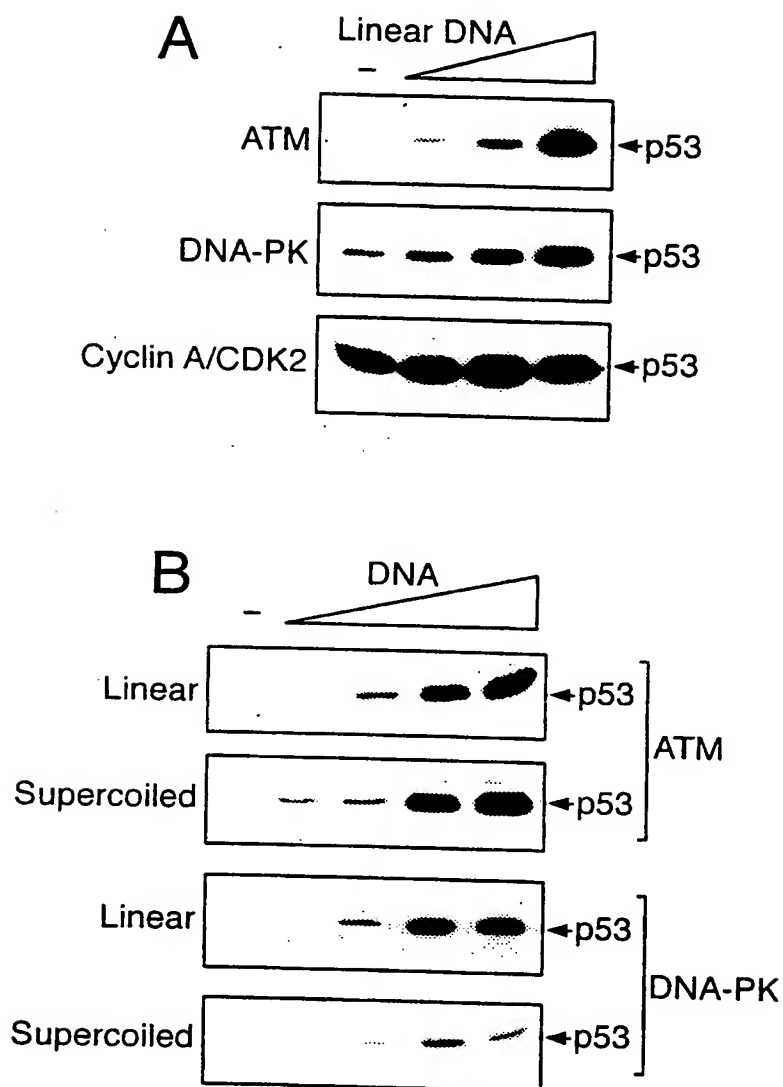 A
Linear DNA
–
ATM
p53
DNA-PK
p53
Cyclin A/CDK2
p53
B
DNA
–
Linear
p53
ATM
Supercoiled
p53
Linear
p53
DNA-PK
Supercoiled
p53